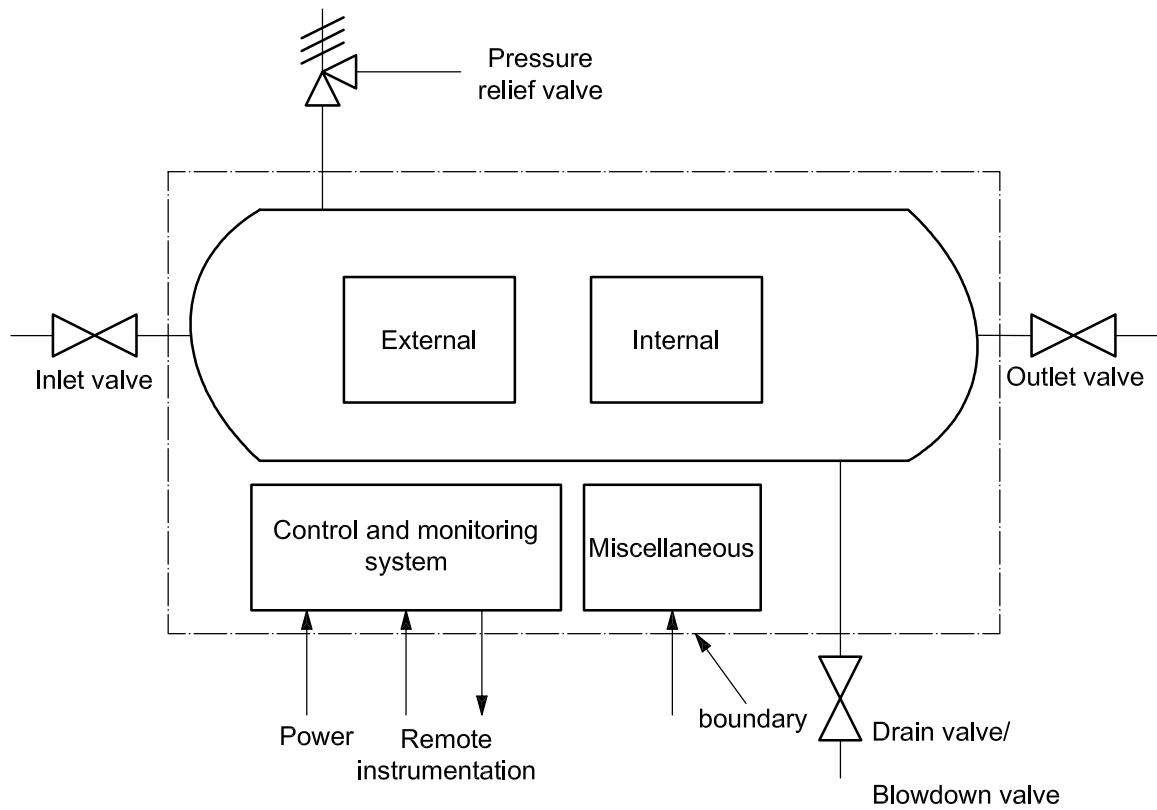 Pressure
relief valve
External
Internal
Inlet valve
Outlet valve
Control and monitoring
system
Miscellaneous
Power
Remote
instrumentation
boundary
Drain valve/
Blowdown valve